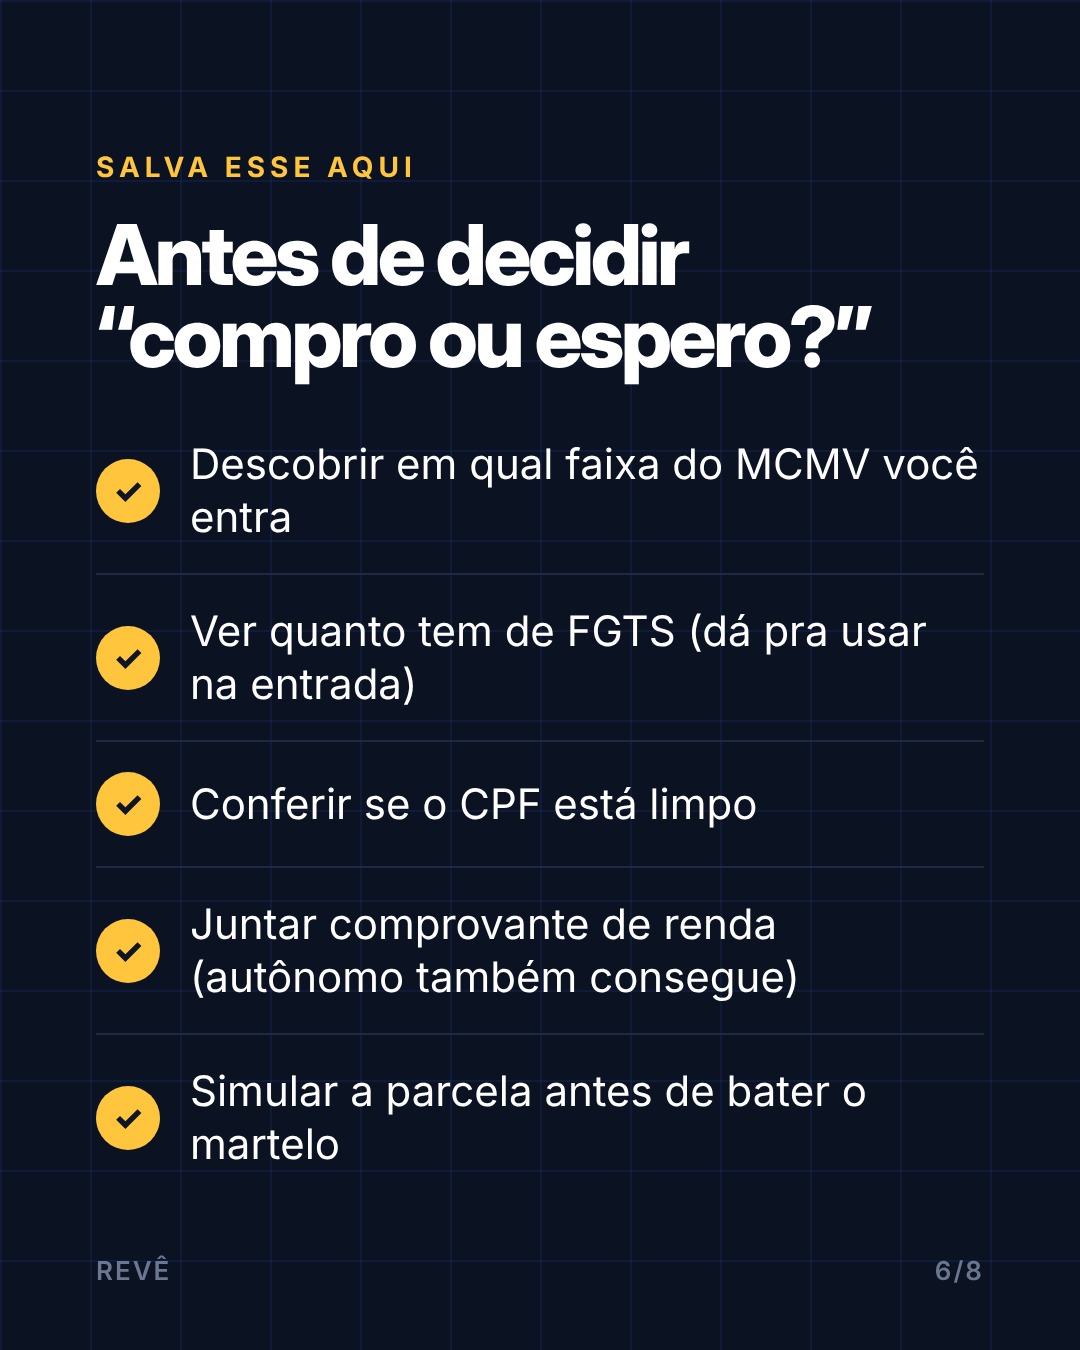 SALVA ESSE AQUI
Antes de decidir
“compro ou espero?”
Descobrir em qual faixa do MCMV você
entra
Ver quanto tem de FGTS (dá pra usar
na entrada)
Conferir se o CPF está limpo
Juntar comprovante de renda
(autônomo também consegue)
Simular a parcela antes de bater o
martelo
REVÊ
6/8